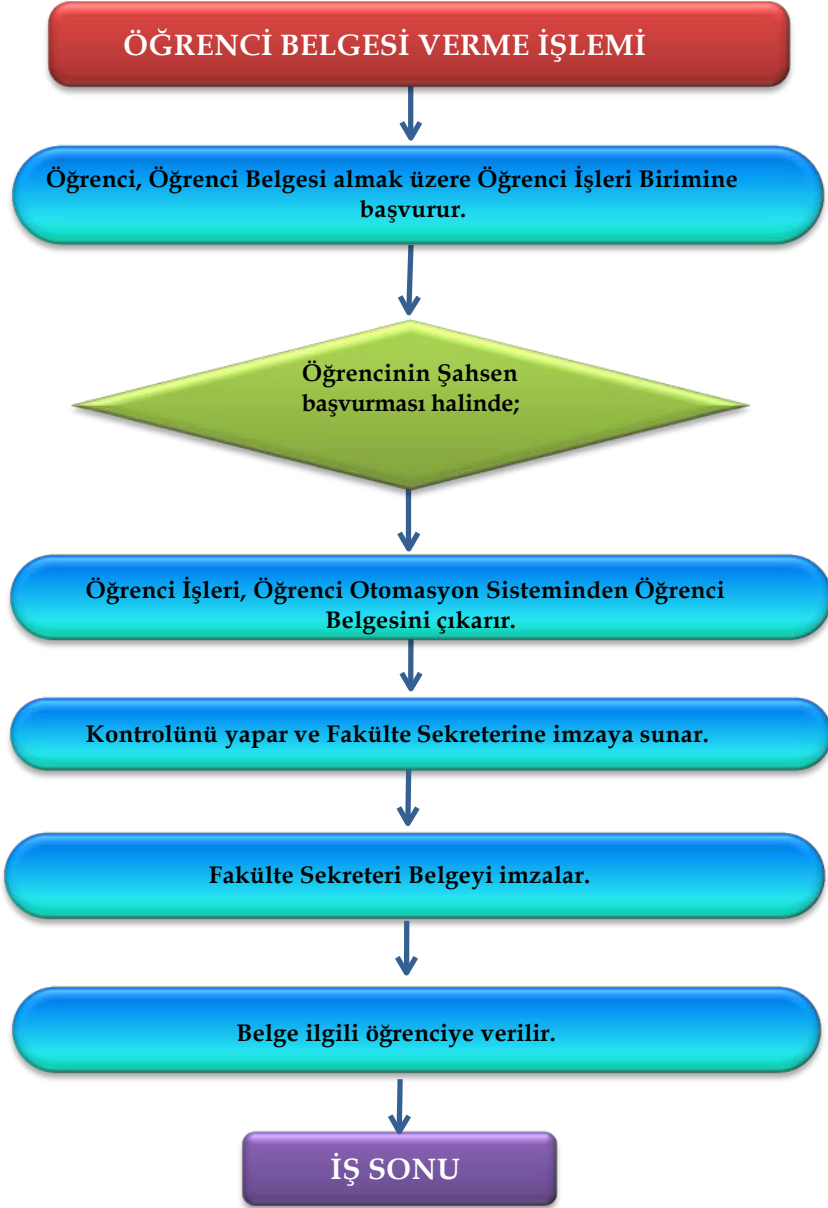 ÖĞRENCİ BELGESİ VERME İŞLEMİ
Öğrenci, Öğrenci Belgesi almak üzere Öğrenci İşleri Birimine
başvurur.
Öğrencinin Şahsen
başvurması halinde;
Öğrenci İşleri, Öğrenci Otomasyon Sisteminden Öğrenci
Belgesini çıkarır.
Kontrolünü yapar ve Fakülte Sekreterine imzaya sunar.
Fakülte Sekreteri Belgeyi imzalar.
Belge ilgili öğrenciye verilir.
İŞ SONU